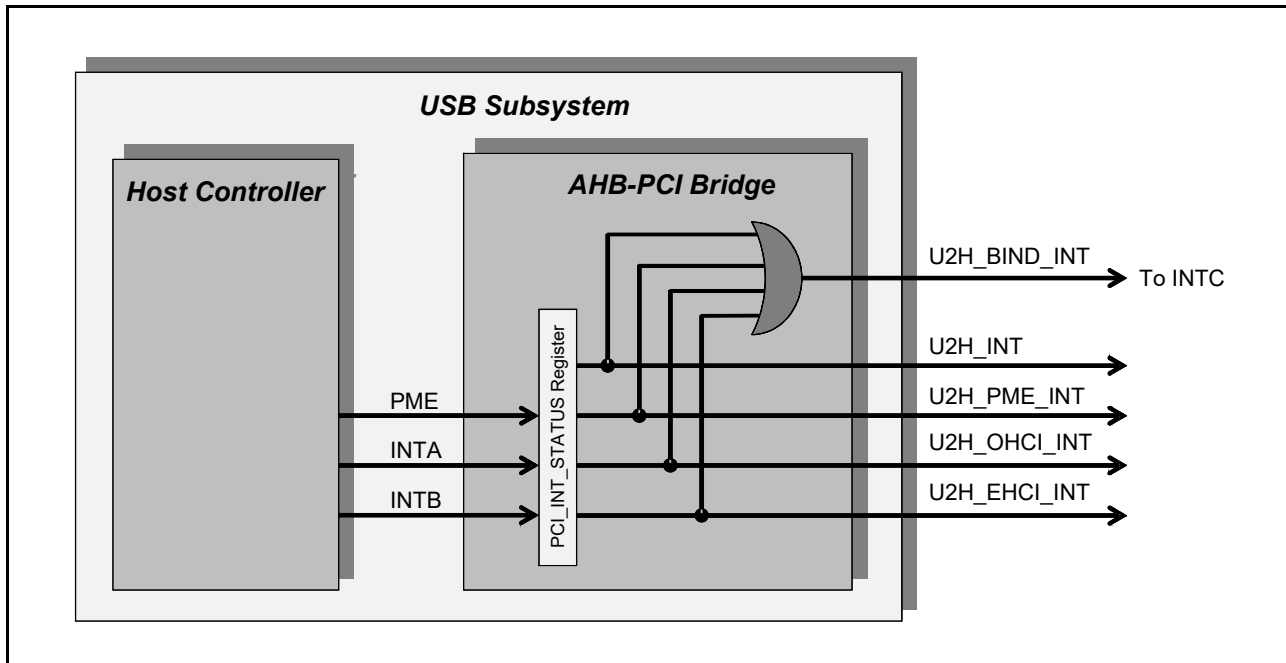 USB Subsystem
Host Controller
AHB-PCI Bridge
U2H_BIND_INT
To INTC
PCI_INT_STATUS Register
U2H_INT
PME
U2H_PME_INT
INTA
U2H_OHCI_INT
INTB
U2H_EHCI_INT